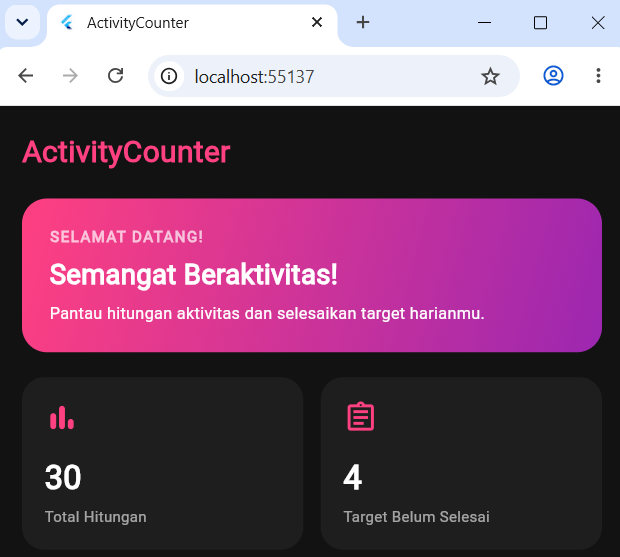 ActivityCounter
localhost:55137
ActivityCounter
SELAMAT DATANG!
Semangat Beraktivitas!
Pantau hitungan aktivitas dan selesaikan target harianmu.
30
Total Hitungan
4
Target Belum Selesai